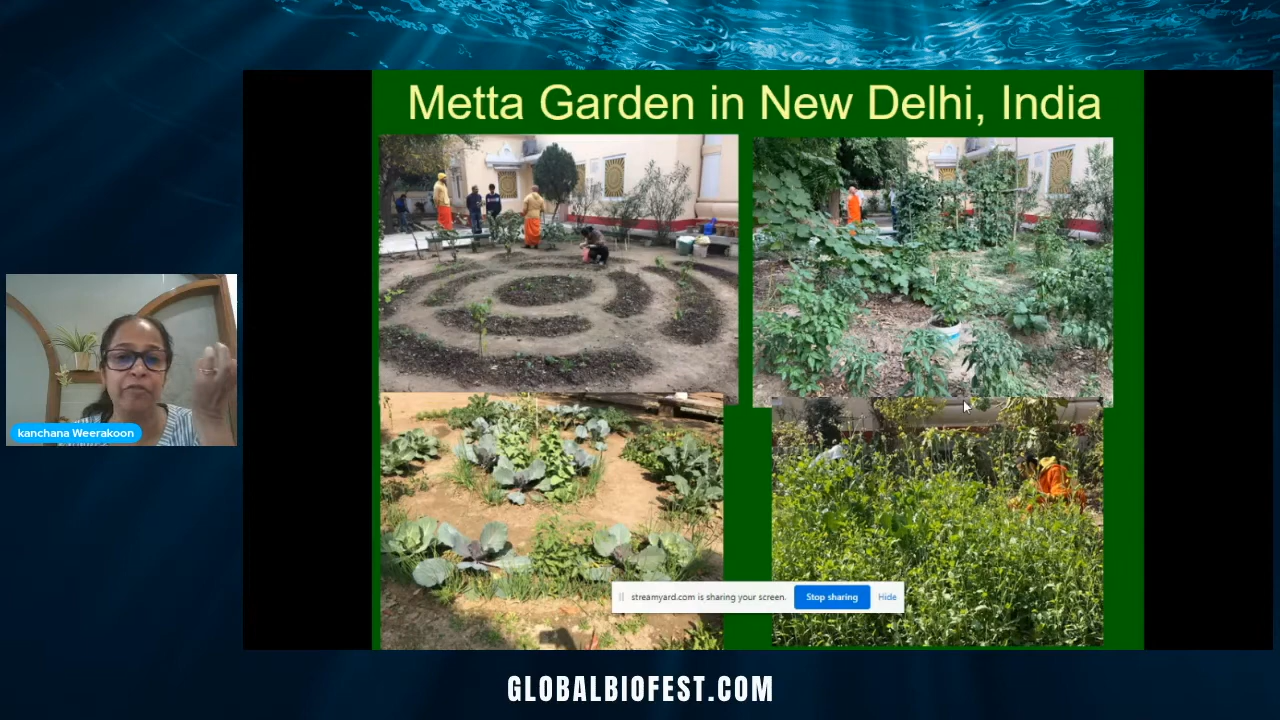 Metta Garden in New Delhi, India
kanchana Weerakoon
streamyard.com is sharing your screen.
Stop sharing
Hide
GLOBALBIOFEST.COM